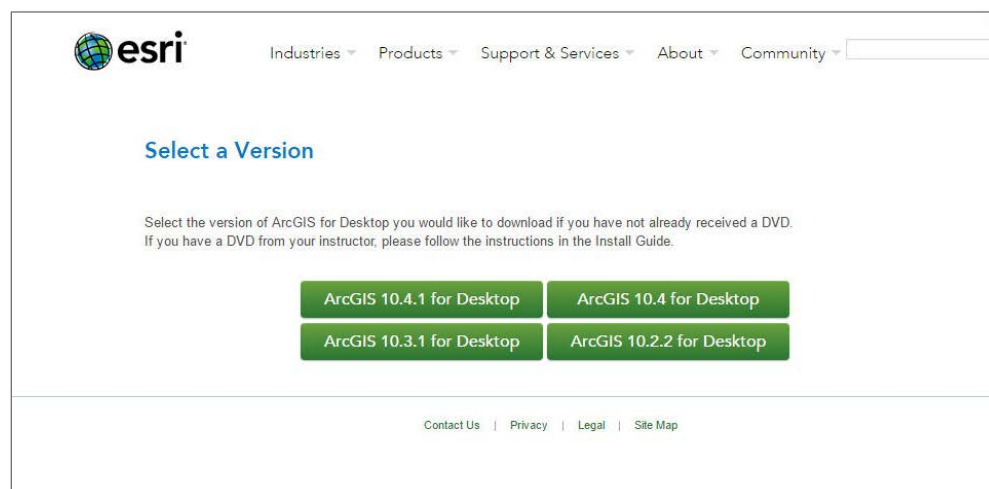 esri
Industries Products Support & Services About Community
Select a Version
Select the version of ArcGIS for Desktop you would like to download if you have not already received a DVD.
If you have a DVD from your instructor, please follow the instructions in the Install Guide.
ArcGIS 10.4.1 for Desktop ArcGIS 10.4 for Desktop
ArcGIS 10.3.1 for Desktop ArcGIS 10.2.2 for Desktop
Contact Us | Privacy | Legal | Site Map